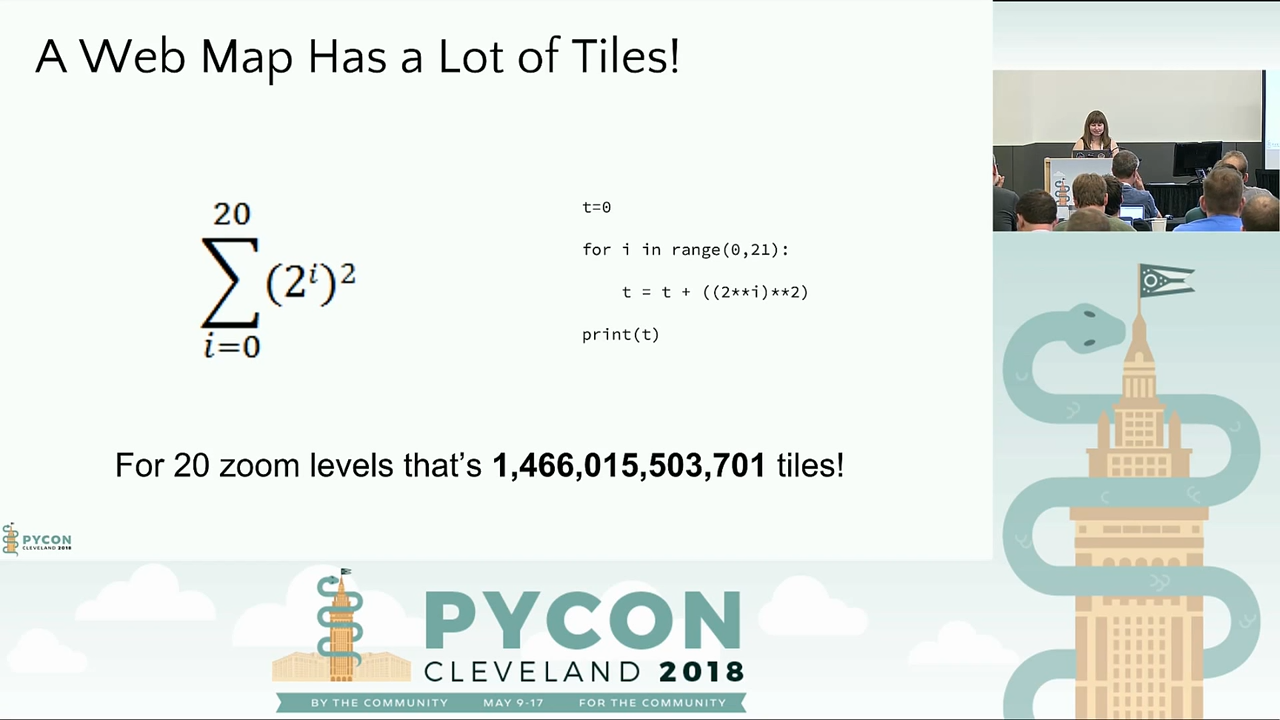 A Web Map Has a Lot of Tiles!
20
∑ (2^i)^2
i=0
t=0
for i in range(0,21):
t = t + ((2**i)**2)
print(t)
For 20 zoom levels that's 1,466,015,503,701 tiles!
PYCON
CLEVELAND 2018
PYCON
CLEVELAND 2018
BY THE COMMUNITY MAY 9-17 FOR THE COMMUNITY